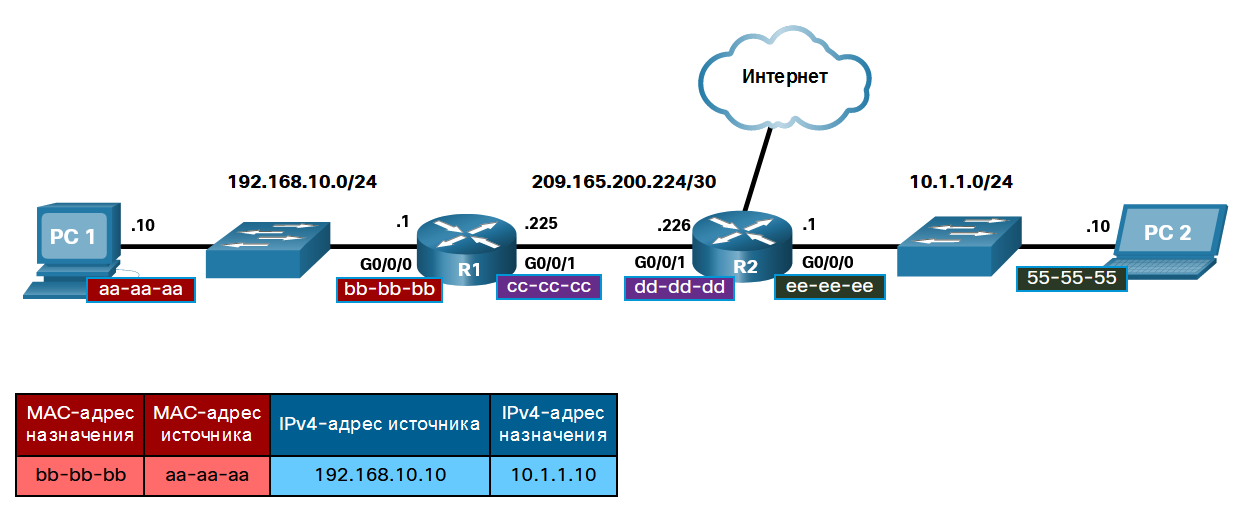 Интернет
192.168.10.0/24
209.165.200.224/30
10.1.1.0/24
PC 1
.10
.1
.225
.226
.1
.10
PC 2
G0/0/0
R1
G0/0/1
G0/0/1
R2
G0/0/0
aa-aa-aa
bb-bb-bb
cc-cc-cc
dd-dd-dd
ee-ee-ee
55-55-55
MAC-адрес назначения
MAC-адрес источника
IPv4-адрес источника
IPv4-адрес назначения
bb-bb-bb
aa-aa-aa
192.168.10.10
10.1.1.10